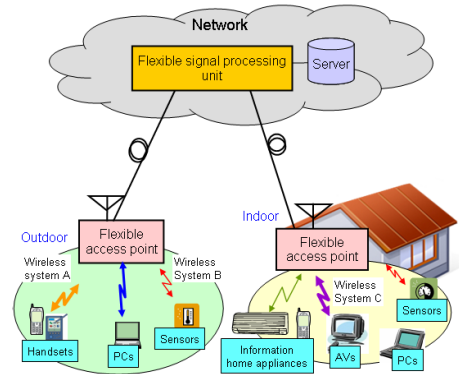 Network
Flexible signal processing
unit
Server
Outdoor
Indoor
Flexible
access point
Flexible
access point
Wireless
system A
Wireless
System B
Wireless
System C
Handsets
PCs
Sensors
Information
home appliances
AVs
PCs
Sensors